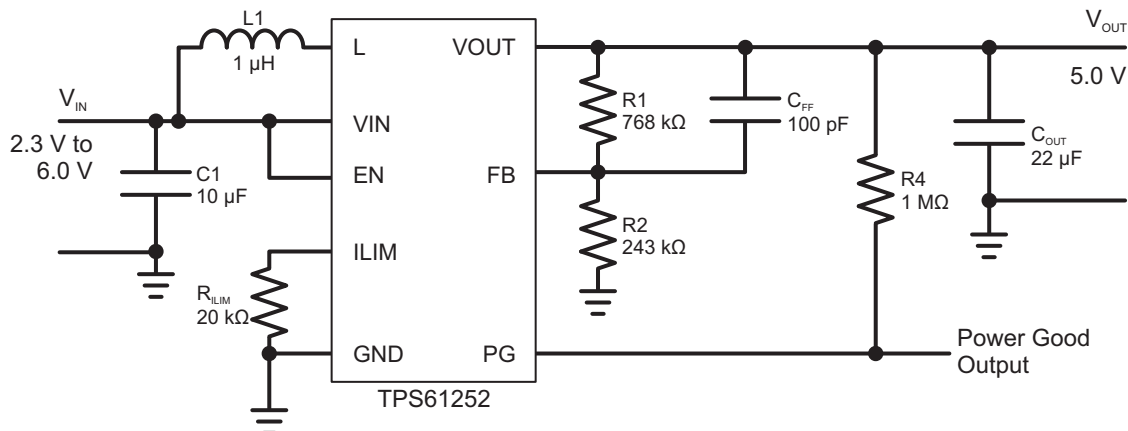 L1
1 µH
L
VOUT
V_OUT
5.0 V
V_IN
2.3 V to
6.0 V
VIN
R1
768 kΩ
C_FF
100 pF
C_OUT
22 µF
C1
10 µF
EN
FB
R4
1 MΩ
R2
243 kΩ
ILIM
R_ILIM
20 kΩ
GND
PG
Power Good
Output
TPS61252